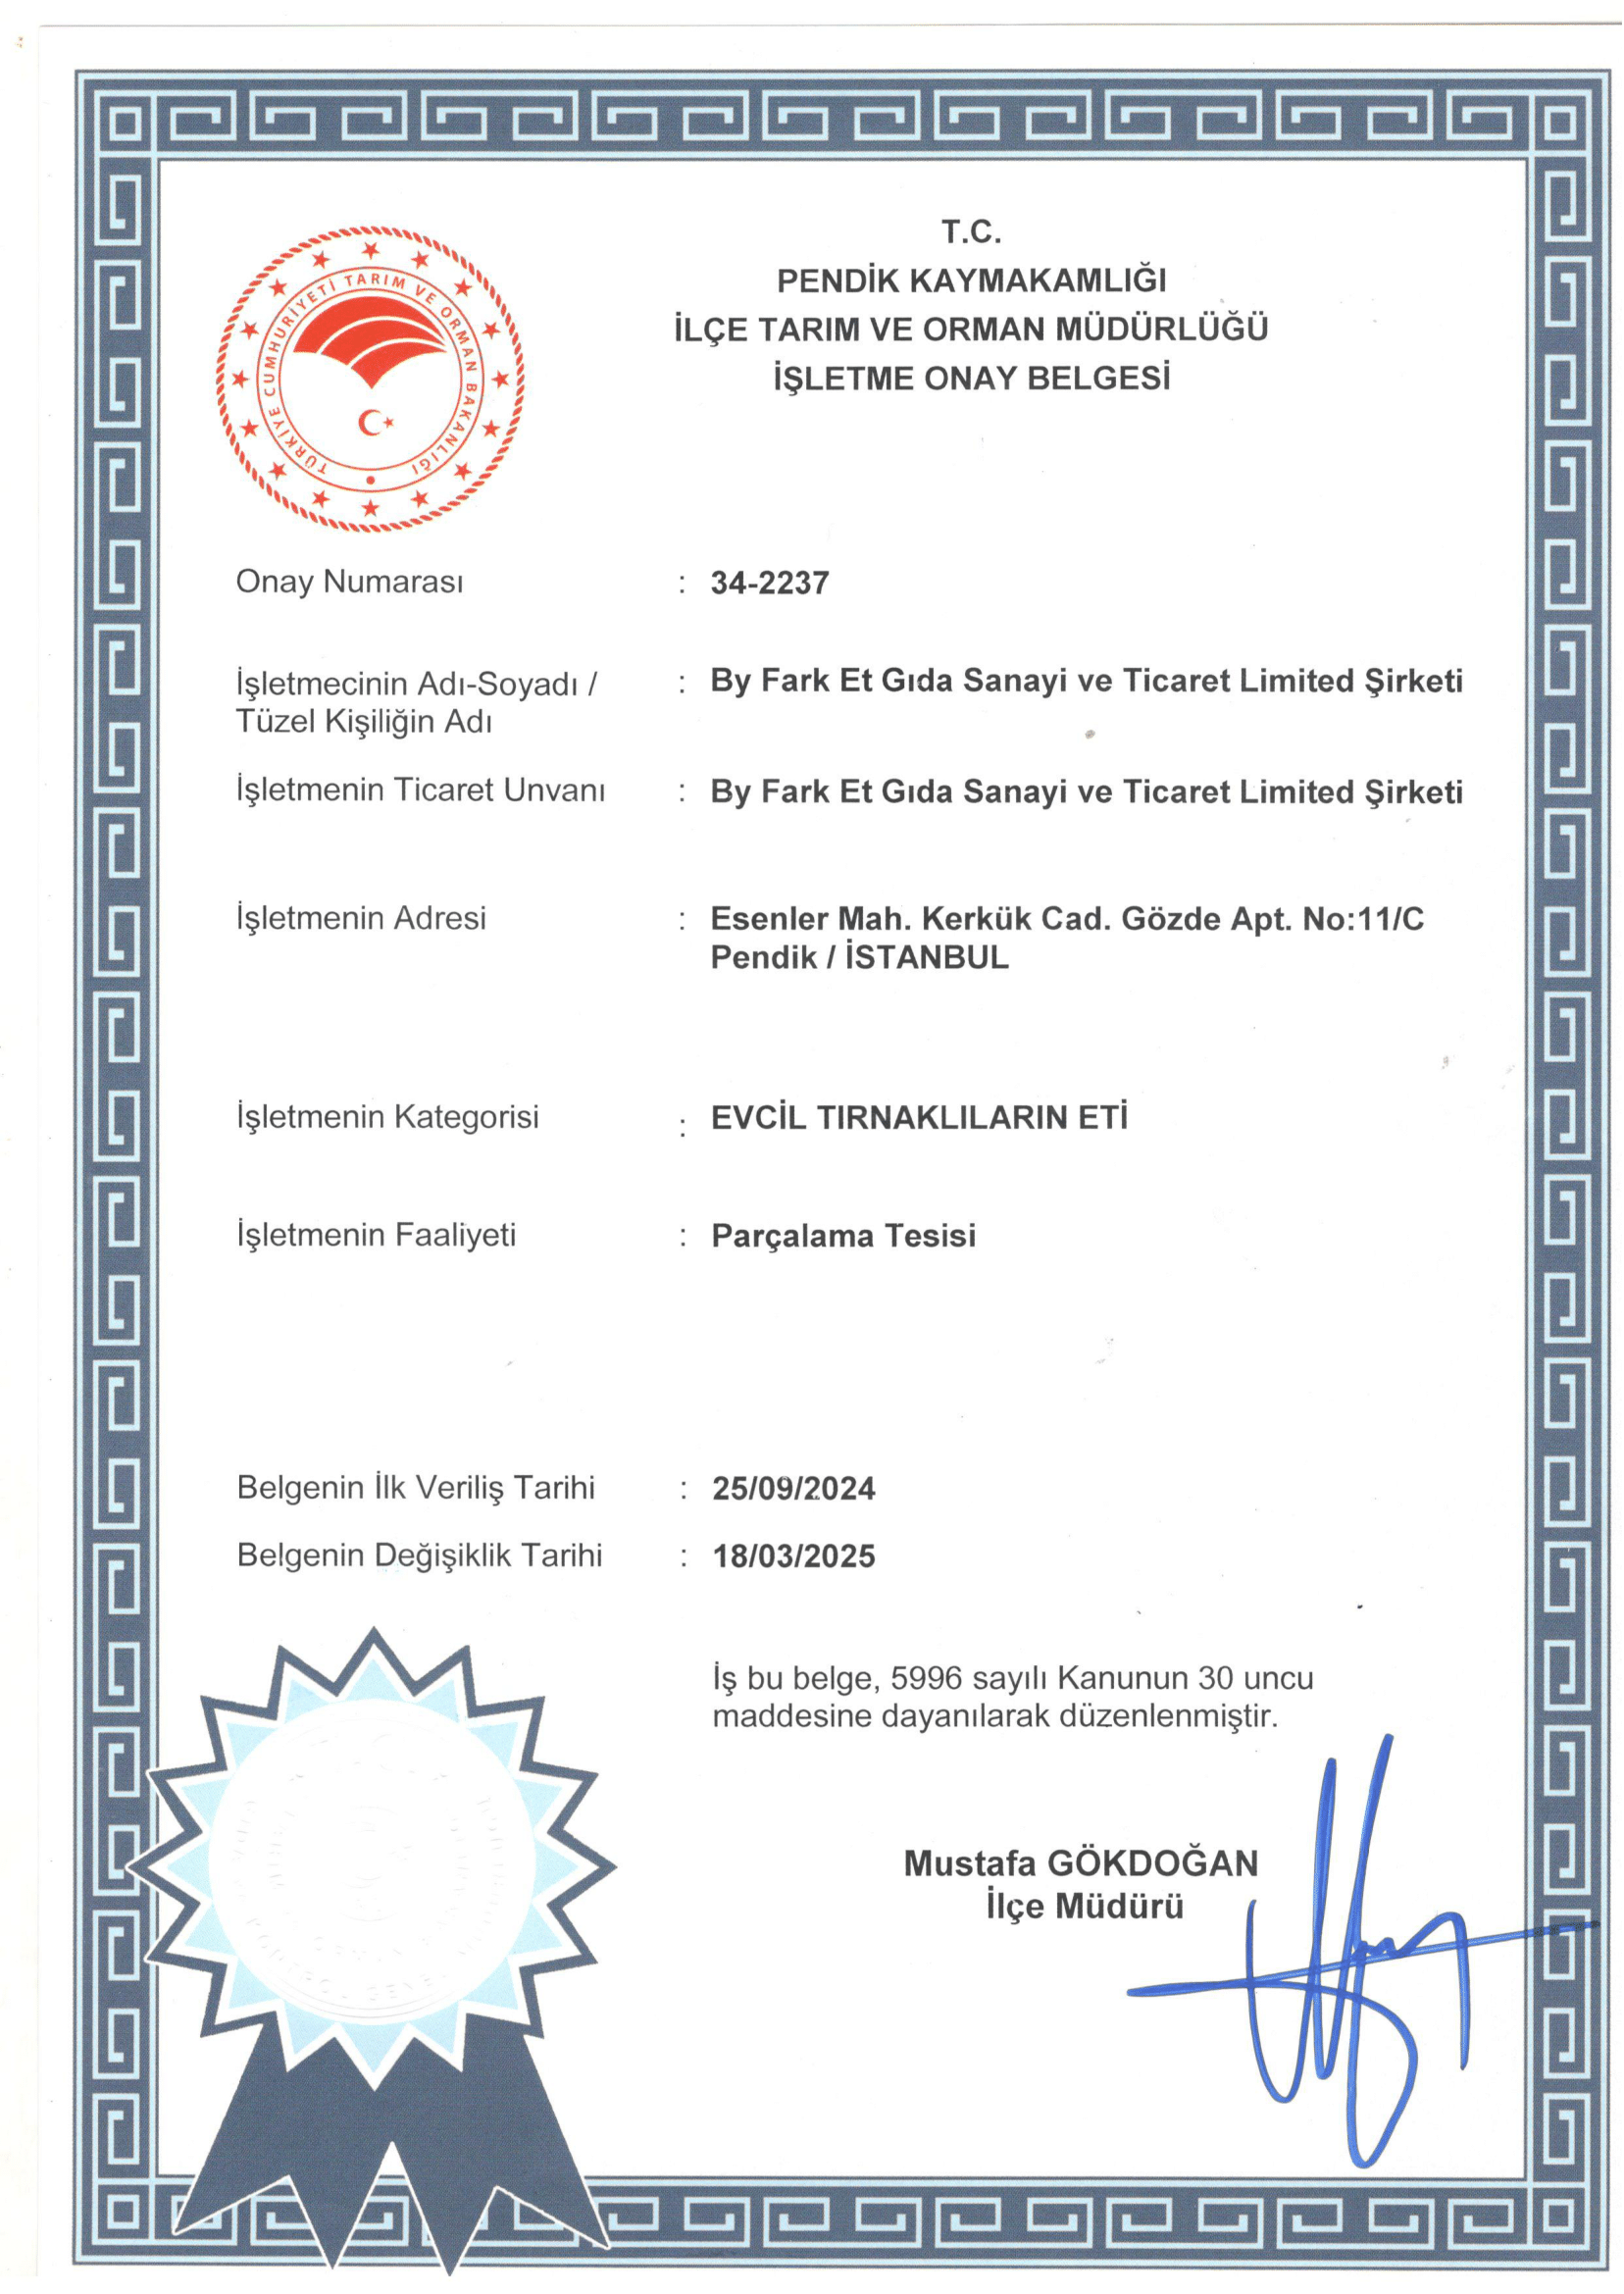 TÜRKİYE CUMHURİYETİ TARIM VE ORMAN BAKANLIĞI
T.C.
PENDİK KAYMAKAMLIĞI
İLÇE TARIM VE ORMAN MÜDÜRLÜĞÜ
İŞLETME ONAY BELGESİ
Onay Numarası : 34-2237
İşletmecinin Adı-Soyadı / : By Fark Et Gıda Sanayi ve Ticaret Limited Şirketi
Tüzel Kişiliğin Adı
İşletmenin Ticaret Unvanı : By Fark Et Gıda Sanayi ve Ticaret Limited Şirketi
İşletmenin Adresi : Esenler Mah. Kerkük Cad. Gözde Apt. No:11/C
Pendik / İSTANBUL
İşletmenin Kategorisi : EVCİL TIRNAKLILARIN ETİ
İşletmenin Faaliyeti : Parçalama Tesisi
Belgenin İlk Veriliş Tarihi : 25/09/2024
Belgenin Değişiklik Tarihi : 18/03/2025
İş bu belge, 5996 sayılı Kanunun 30 uncu
maddesine dayanılarak düzenlenmiştir.
Mustafa GÖKDOĞAN
İlçe Müdürü